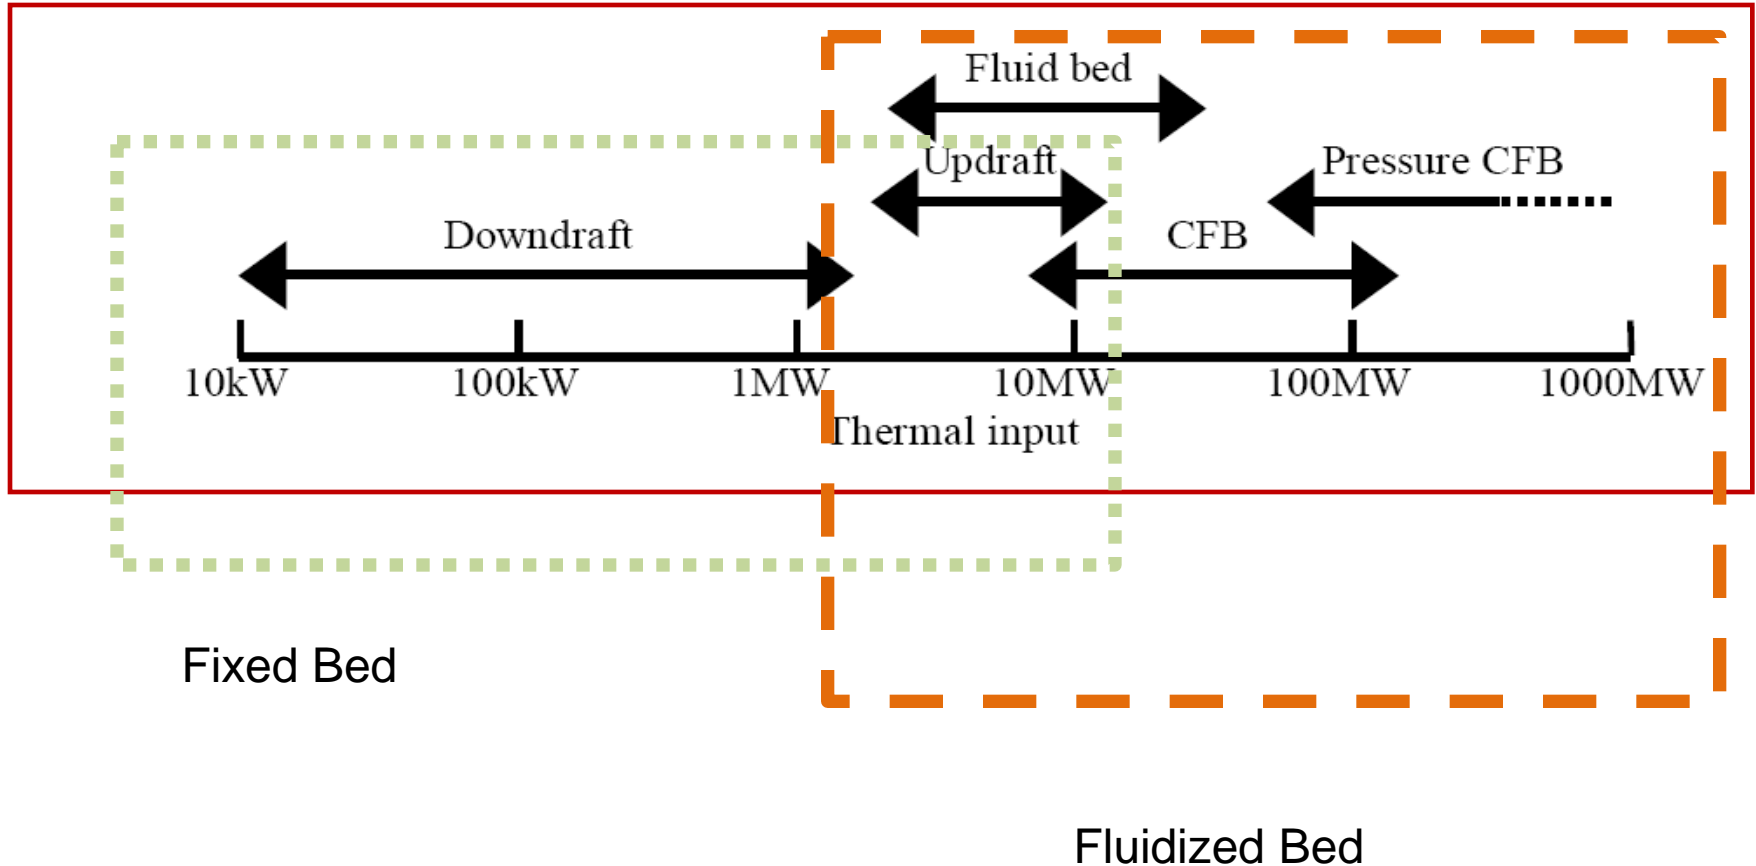 Fluid bed
Updraft
Pressure CFB
Downdraft
CFB
10kW 100kW 1MW 10MW 100MW 1000MW
Thermal input
Fixed Bed
Fluidized Bed